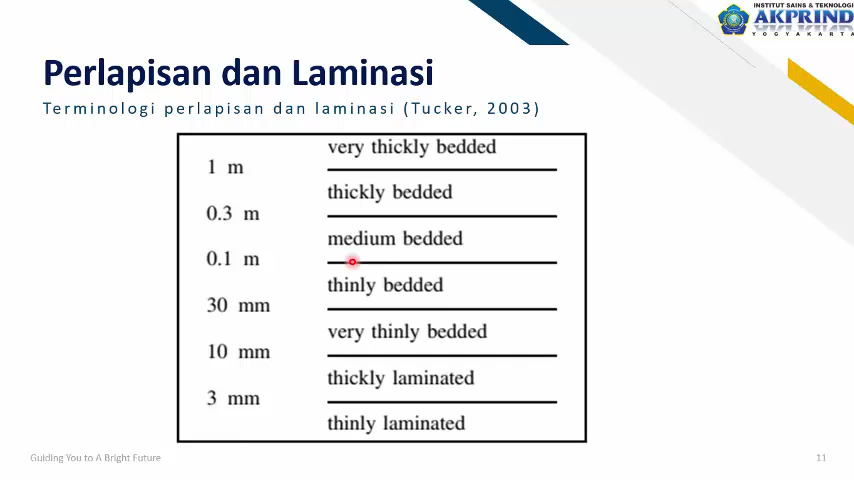 INSTITUT SAINS & TEKNOLOGI
AKPRIND
YOGYAKARTA
Perlapisan dan Laminasi
Terminologi perlapisan dan laminasi (Tucker, 2003)
very thickly bedded
1 m
thickly bedded
0.3 m
medium bedded
0.1 m
thinly bedded
30 mm
very thinly bedded
10 mm
thickly laminated
3 mm
thinly laminated
Guiding You to A Bright Future
11